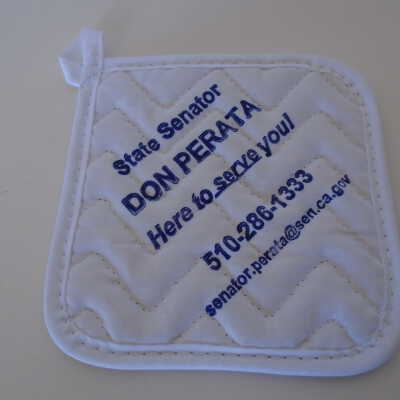 State Senator
DON PERATA
Here to serve you!
510-286-1333
senator.perata@sen.ca.gov